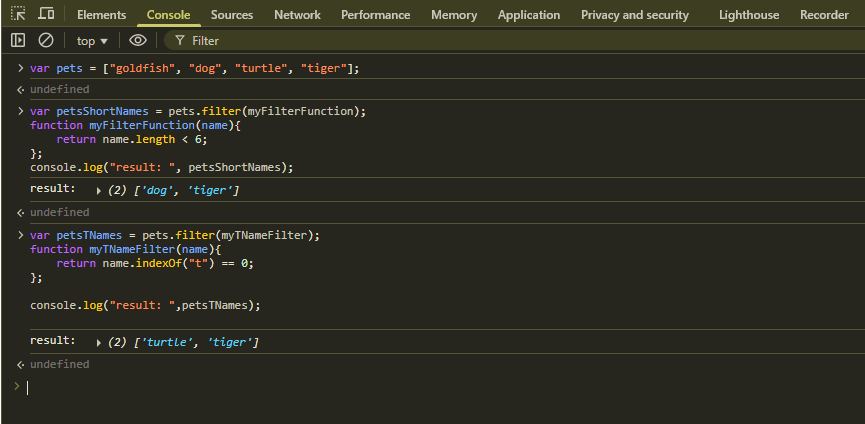 Elements Console Sources Network Performance Memory Application Privacy and security Lighthouse Recorder
top Filter
var pets = ["goldfish", "dog", "turtle", "tiger"];
undefined
var petsShortNames = pets.filter(myFilterFunction);
function myFilterFunction(name){
    return name.length < 6;
};
console.log("result: ", petsShortNames);
result: (2) ['dog', 'tiger']
undefined
var petsTNames = pets.filter(myTNameFilter);
function myTNameFilter(name){
    return name.indexOf("t") == 0;
};
console.log("result: ",petsTNames);
result: (2) ['turtle', 'tiger']
undefined